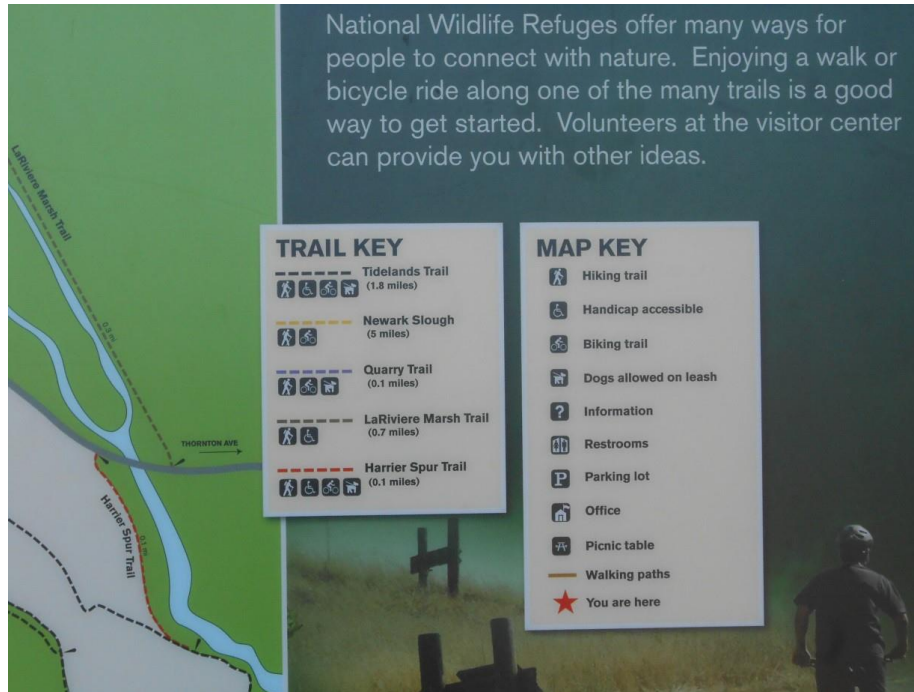 National Wildlife Refuges offer many ways for
people to connect with nature.  Enjoying a walk or
bicycle ride along one of the many trails is a good
way to get started.  Volunteers at the visitor center
can provide you with other ideas.
LaRiviere Marsh Trail
THORNTON AVE
Harrier Spur Trail
0.1 mi
TRAIL KEY
Tidelands Trail
(1.8 miles)
Newark Slough
(5 miles)
Quarry Trail
(0.1 miles)
LaRiviere Marsh Trail
(0.7 miles)
Harrier Spur Trail
(0.1 miles)
MAP KEY
Hiking trail
Handicap accessible
Biking trail
Dogs allowed on leash
? Information
Restrooms
P Parking lot
Office
Picnic table
Walking paths
You are here